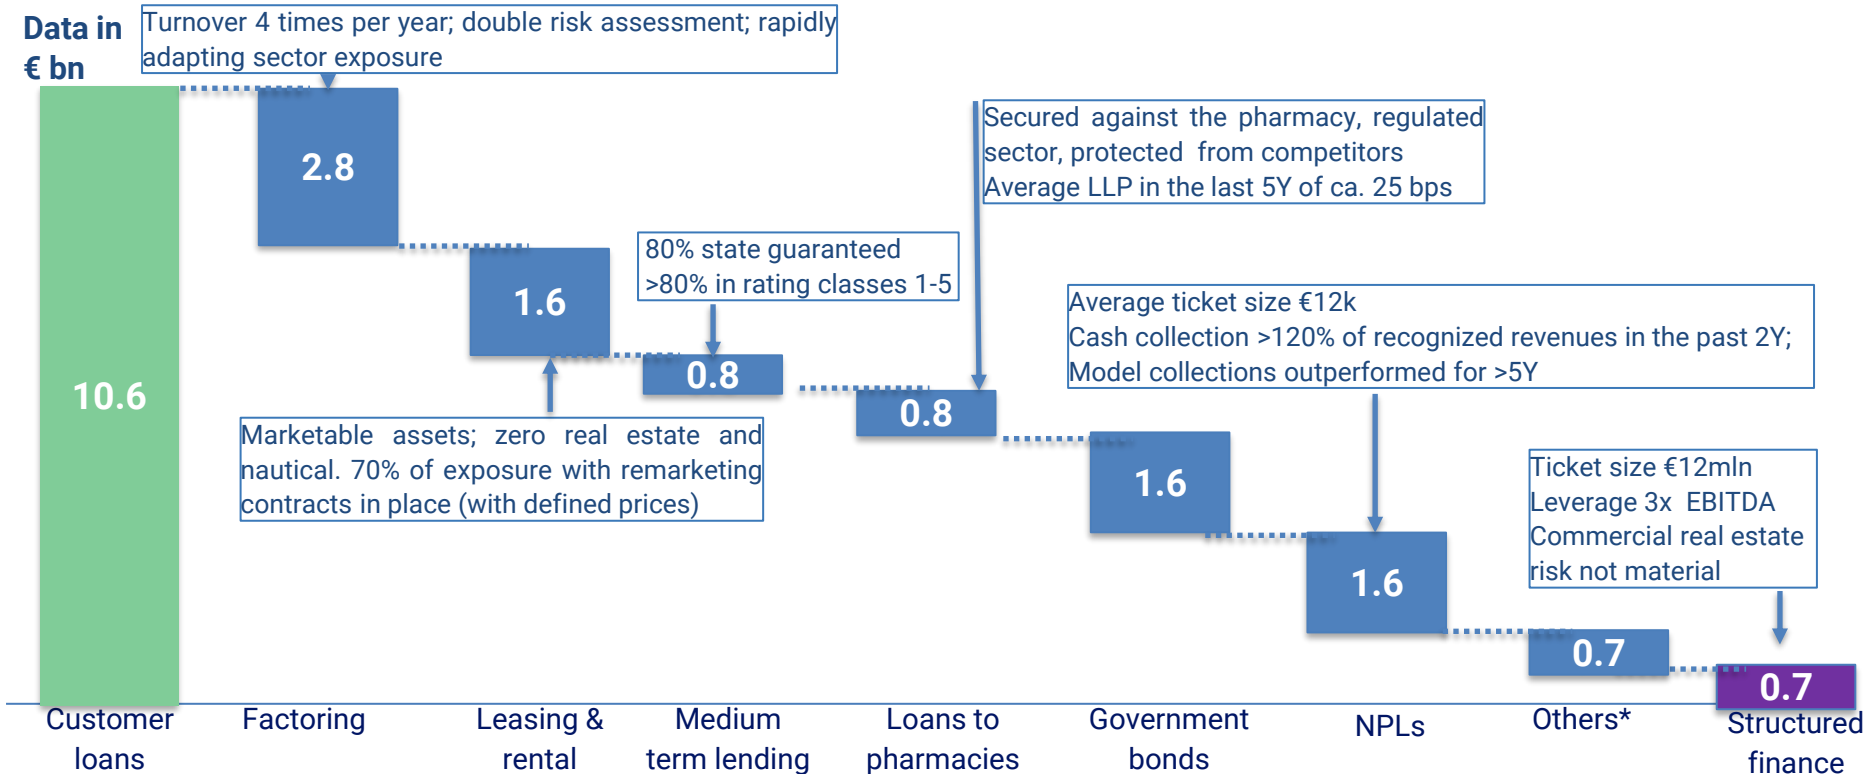 Data in
€ bn
Turnover 4 times per year; double risk assessment; rapidly
adapting sector exposure
Secured against the pharmacy, regulated
sector, protected from competitors
Average LLP in the last 5Y of ca. 25 bps
80% state guaranteed
>80% in rating classes 1-5
Average ticket size €12k
Cash collection >120% of recognized revenues in the past 2Y;
Model collections outperformed for >5Y
Marketable assets; zero real estate and
nautical. 70% of exposure with remarketing
contracts in place (with defined prices)
Ticket size €12mln
Leverage 3x EBITDA
Commercial real estate
risk not material
10.6
2.8
1.6
0.8
0.8
1.6
1.6
0.7
0.7
Customer
loans
Factoring
Leasing &
rental
Medium
term lending
Loans to
pharmacies
Government
bonds
NPLs
Others*
Structured
finance